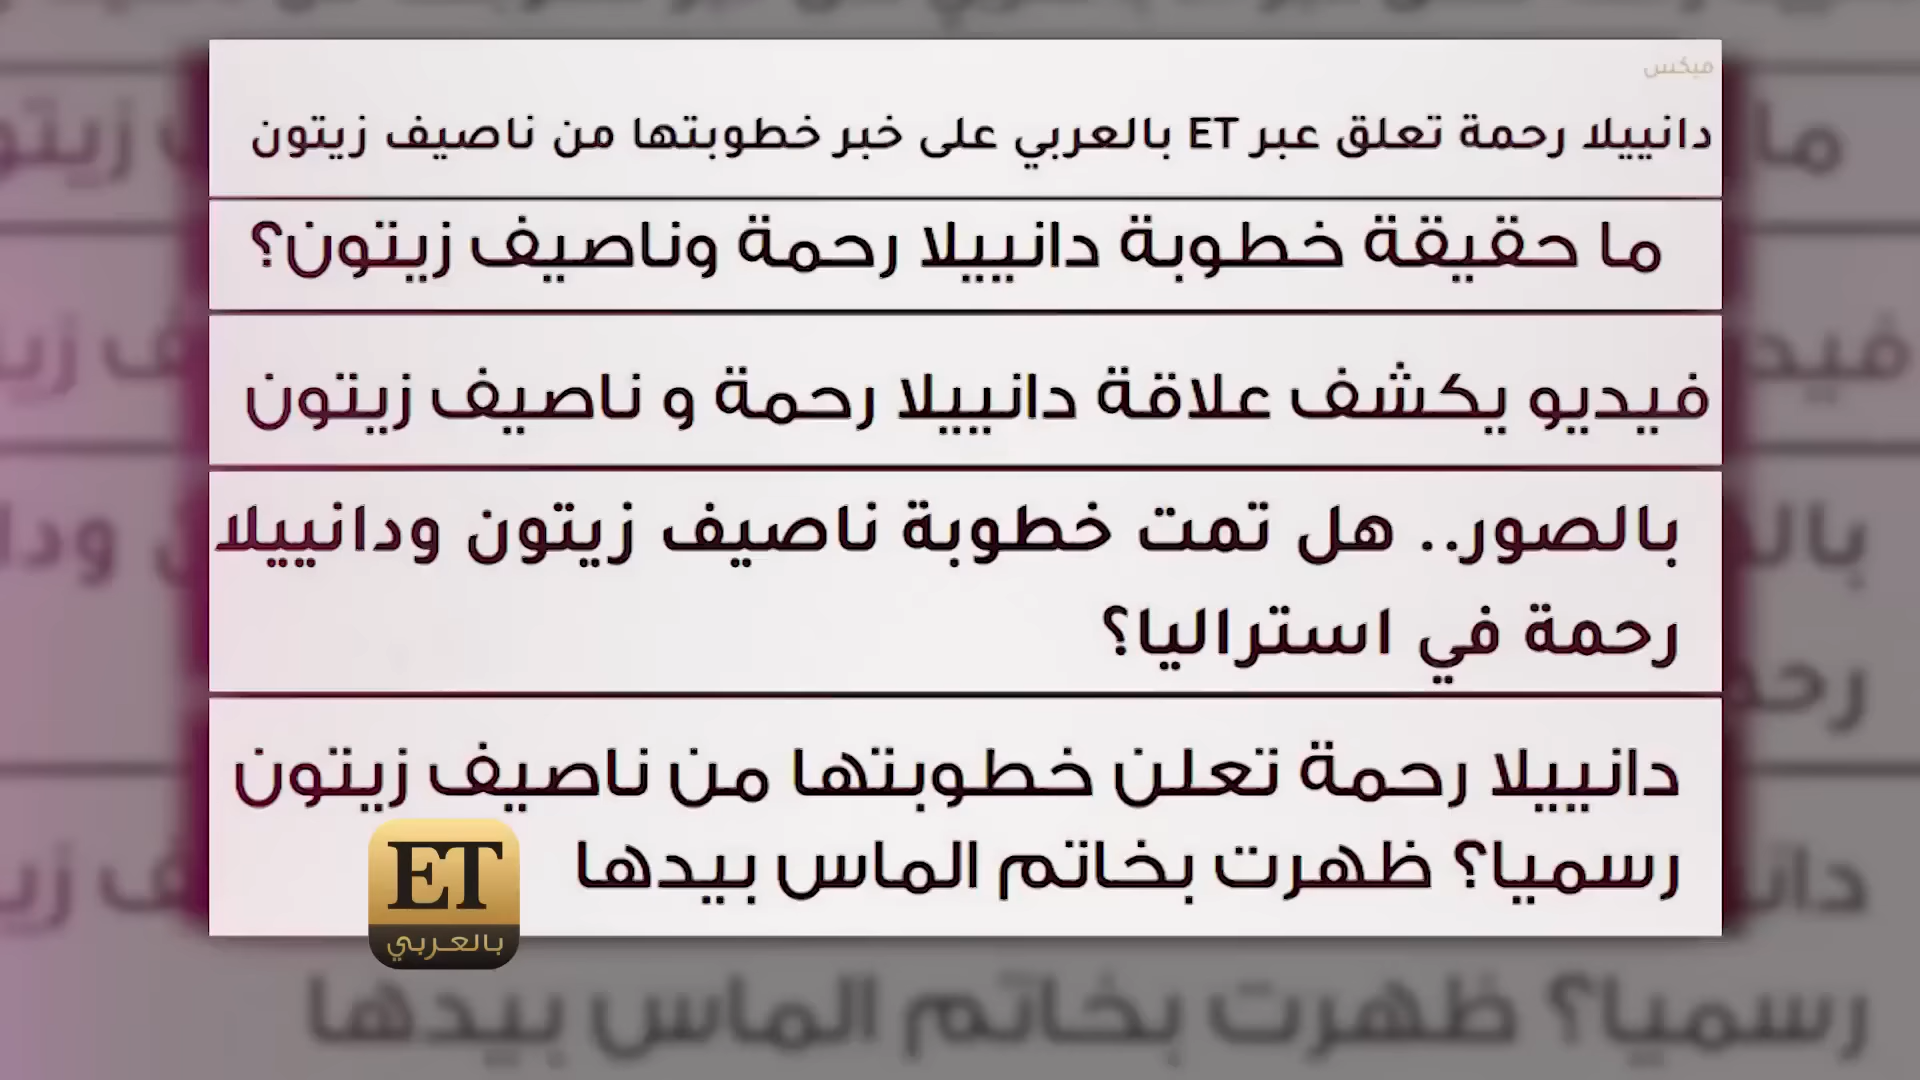 ميكس
دانييلا رحمة تعلق عبر ET بالعربي على خبر خطوبتها من ناصيف زيتون
ما حقيقة خطوبة دانييلا رحمة وناصيف زيتون؟
فيديو يكشف علاقة دانييلا رحمة و ناصيف زيتون
بالصور.. هل تمت خطوبة ناصيف زيتون ودانييلا
رحمة في استراليا؟
دانييلا رحمة تعلن خطوبتها من ناصيف زيتون
رسميا؟ ظهرت بخاتم الماس بيدها
ET
بالعربي